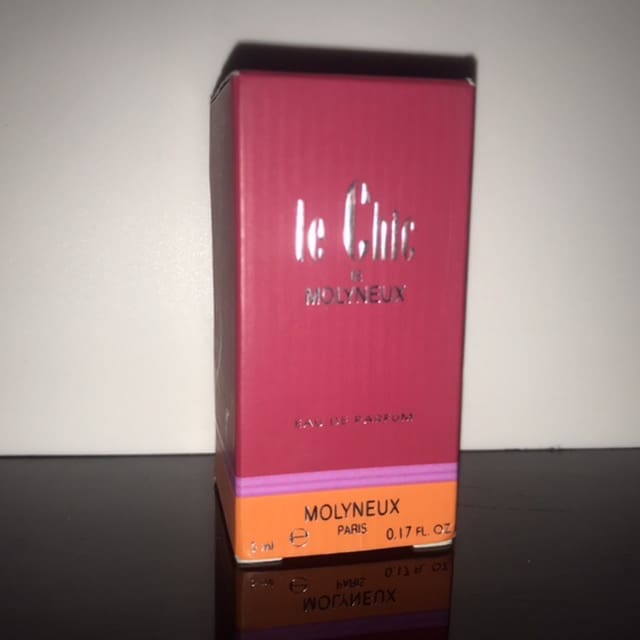 le Chic
DE
MOLYNEUX
EAU DE PARFUM
MOLYNEUX
PARIS
5 ml ℮ 0.17 FL. OZ